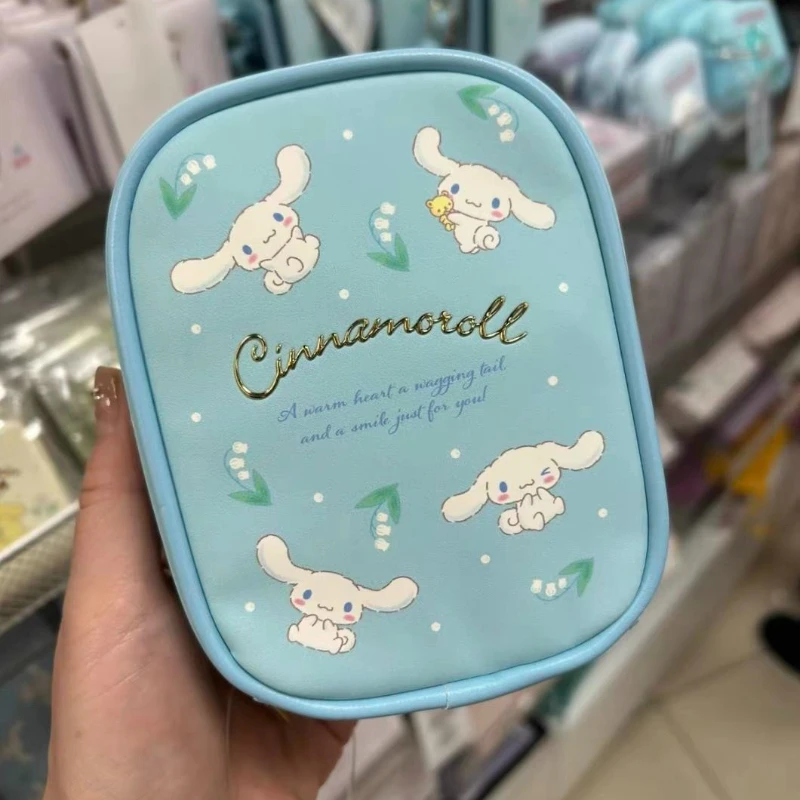 Cinnamoroll
A warm heart a wagging tail
and a smile just for you!